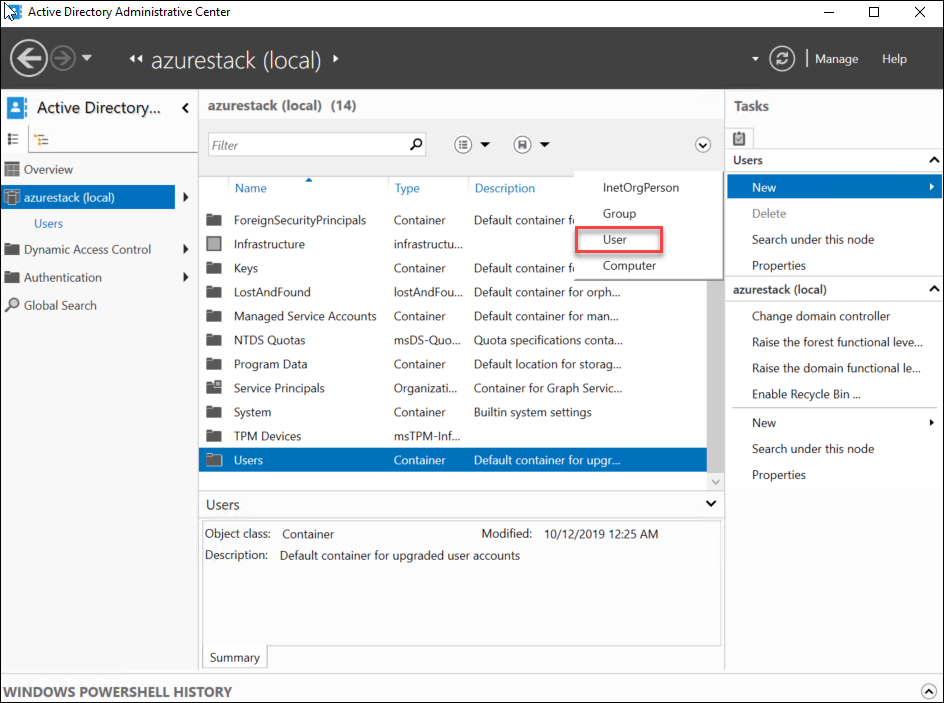 Active Directory Administrative Center
azurestack (local)
Manage
Help
Active Directory...
Overview
azurestack (local)
Users
Dynamic Access Control
Authentication
Global Search
azurestack (local) (14)
Filter
Name Type Description
ForeignSecurityPrincipals Container Default container for
Infrastructure infrastructu...
Keys Container Default container fo
LostAndFound lostAndFou... Default container for orph...
Managed Service Accounts Container Default container for man...
NTDS Quotas msDS-Quo... Quota specifications conta...
Program Data Container Default location for storag...
Service Principals Organizati... Container for Graph Servic...
System Container Builtin system settings
TPM Devices msTPM-Inf...
Users Container Default container for upgr...
InetOrgPerson
Group
User
Computer
Users
Object class: Container Modified: 10/12/2019 12:25 AM
Description: Default container for upgraded user accounts
Summary
Tasks
Users
New
Delete
Search under this node
Properties
azurestack (local)
Change domain controller
Raise the forest functional leve...
Raise the domain functional le...
Enable Recycle Bin ...
New
Search under this node
Properties
WINDOWS POWERSHELL HISTORY